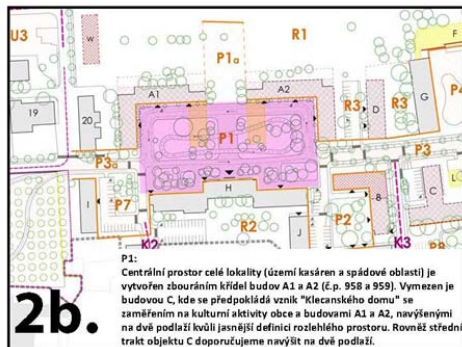 U3
w
P1a
R1
F
A1
A2
R3
D
R3
G
P4
19
20
P1
P3a
P3
I
P7
H
8
C
L
K2
R2
J
P2
K3
P8
2b.
P1:
Centrální prostor celé lokality (území kasáren a spádové oblasti) je
vytvořen zbouráním křídel budov A1 a A2 (č.p. 958 a 959). Vymezen je
budovou C, kde se předpokládá vznik "Klecanského domu" se
zaměřením na kulturní aktivity obce a budovami A1 a A2, navýšenými
na dvě podlaží kvůli jasnější definici rozlehlého prostoru. Rovněž střední
trakt objektu C doporučujeme navýšit na dvě podlaží.